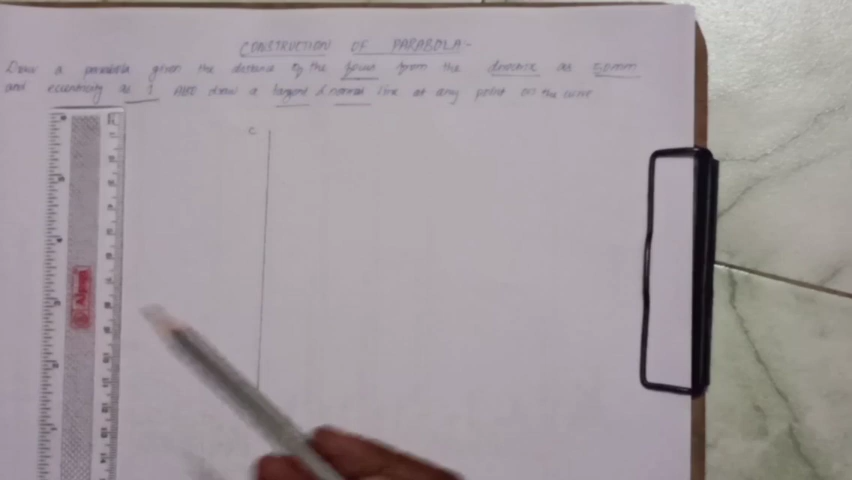 CONSTRUCTION OF PARABOLA-
Draw a parabola given the distance of the focus from the directrix as 50mm
and eccentricity as 1. Also draw a tangent & normal line at any point on the curve
C